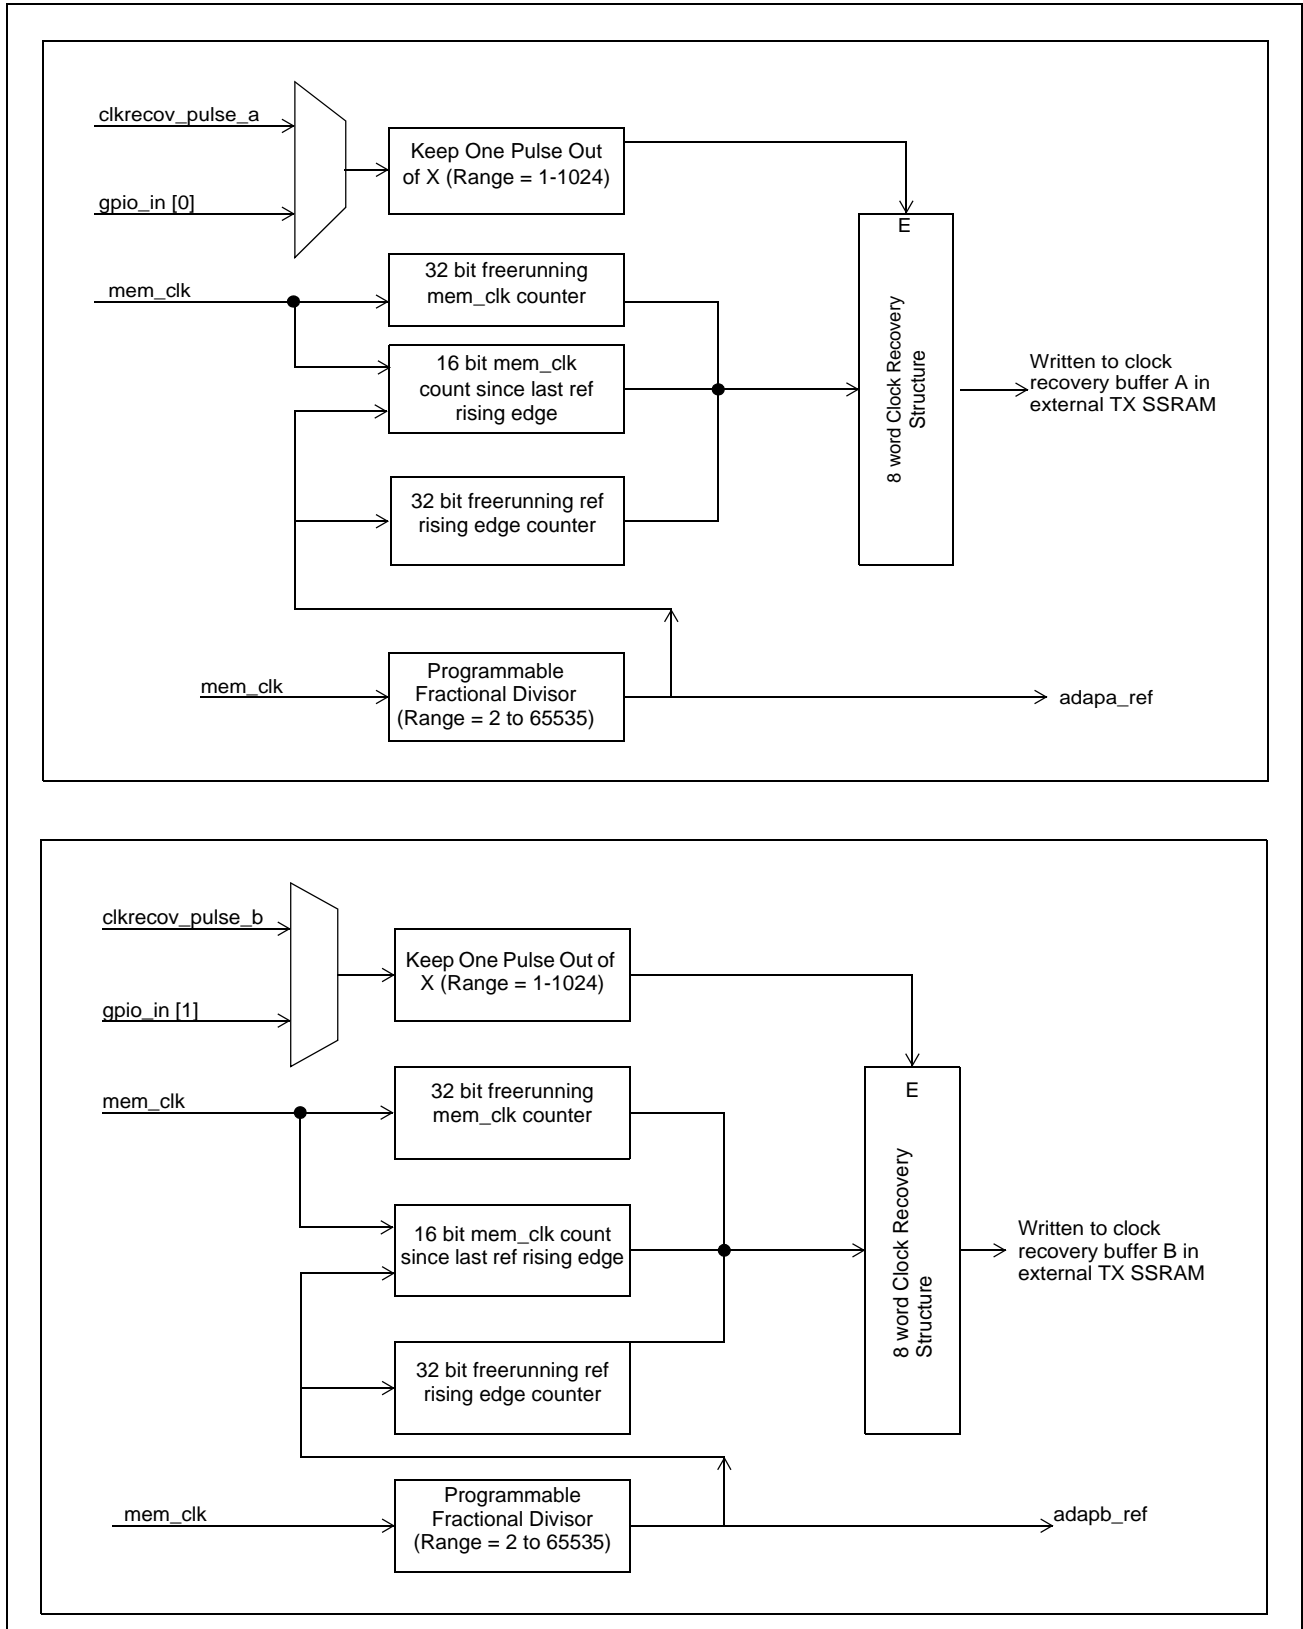 clkrecov_pulse_a
gpio_in [0]
Keep One Pulse Out
of X (Range = 1-1024)
E
mem_clk
32 bit freerunning
mem_clk counter
16 bit mem_clk
count since last ref
rising edge
32 bit freerunning ref
rising edge counter
8 word Clock Recovery
Structure
Written to clock
recovery buffer A in
external TX SSRAM
mem_clk
Programmable
Fractional Divisor
(Range = 2 to 65535)
adapa_ref
clkrecov_pulse_b
gpio_in [1]
Keep One Pulse Out of
X (Range = 1-1024)
E
mem_clk
32 bit freerunning
mem_clk counter
16 bit mem_clk count
since last ref rising edge
32 bit freerunning ref
rising edge counter
8 word Clock Recovery
Structure
Written to clock
recovery buffer B in
external TX SSRAM
mem_clk
Programmable
Fractional Divisor
(Range = 2 to 65535)
adapb_ref